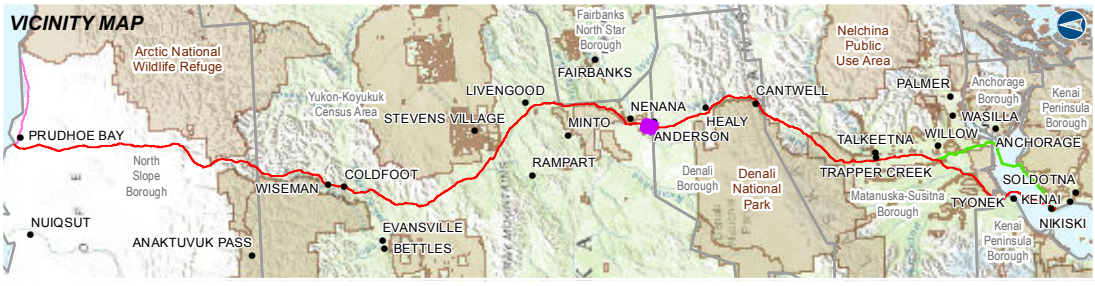 VICINITY MAP
Arctic National
Wildlife Refuge
PRUDHOE BAY
North
Slope
Borough
NUIQSUT
ANAKTUVUK PASS
WISEMAN
COLDFOOT
EVANSVILLE
BETTLES
Yukon-Koyukuk
Census Area
STEVENS VILLAGE
LIVENGOOD
RAMPART
MINTO
Fairbanks
North Star
Borough
FAIRBANKS
NENANA
ANDERSON
HEALY
CANTWELL
Denali
Borough
Denali
National
Park
Nelchina
Public
Use Area
TALKEETNA
TRAPPER CREEK
PALMER
WILLOW
WASILLA
Anchorage
Borough
ANCHORAGE
Kenai
Peninsula
Borough
Matanuska-Susitna
Borough
TYONEK
SOLDOTNA
KENAI
NIKISKI
Kenai
Peninsula
Borough